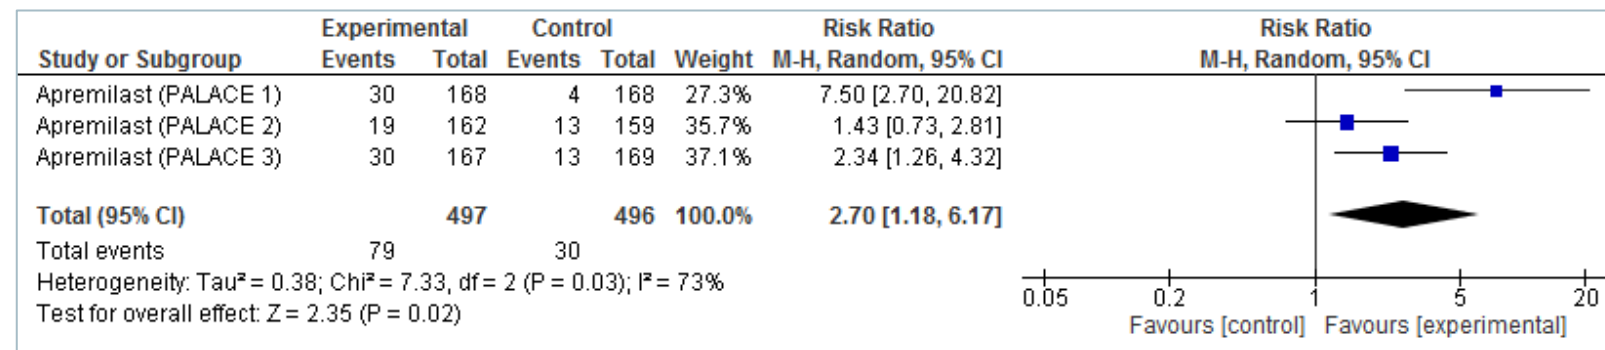 Experimental Control Risk Ratio Risk Ratio
Study or Subgroup Events Total Events Total Weight M-H, Random, 95% CI M-H, Random, 95% CI
Apremilast (PALACE 1) 30 168 4 168 27.3% 7.50 [2.70, 20.82]
Apremilast (PALACE 2) 19 162 13 159 35.7% 1.43 [0.73, 2.81]
Apremilast (PALACE 3) 30 167 13 169 37.1% 2.34 [1.26, 4.32]
Total (95% CI) 497 496 100.0% 2.70 [1.18, 6.17]
Total events 79 30
Heterogeneity: Tau² = 0.38; Chi² = 7.33, df = 2 (P = 0.03); I² = 73%
Test for overall effect: Z = 2.35 (P = 0.02)
0.05 0.2 1 5 20
Favours [control] Favours [experimental]